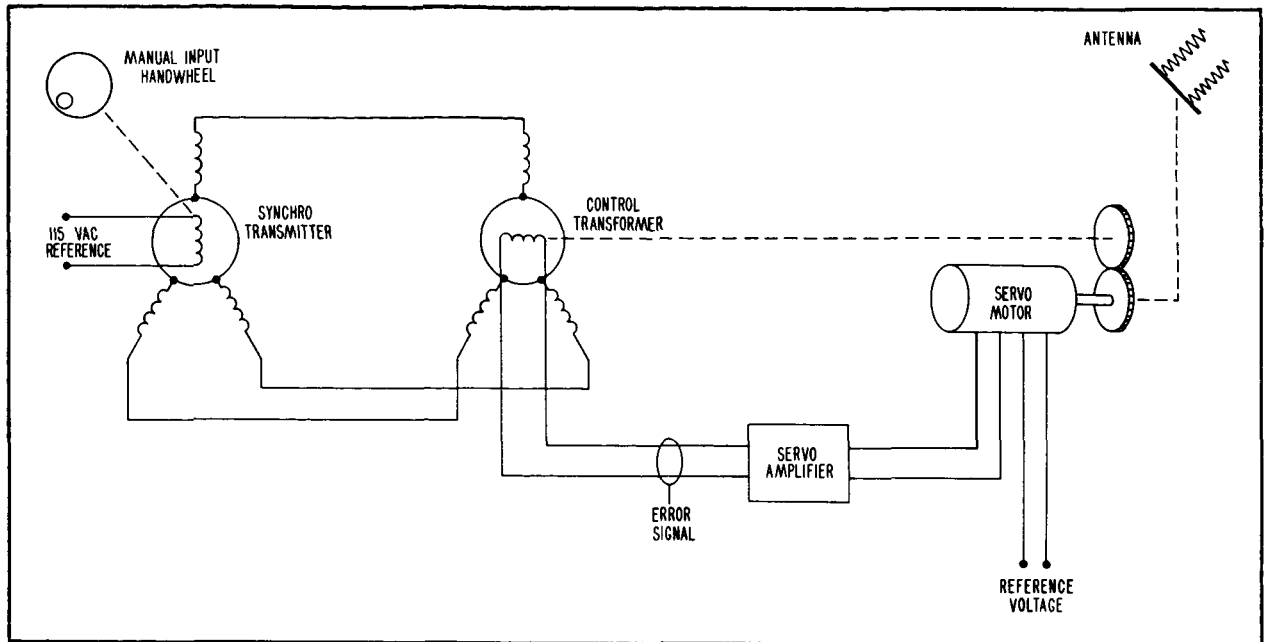 MANUAL INPUT
HANDWHEEL
ANTENNA
115 VAC
REFERENCE
SYNCHRO
TRANSMITTER
CONTROL
TRANSFORMER
SERVO
MOTOR
SERVO
AMPLIFIER
ERROR
SIGNAL
REFERENCE
VOLTAGE